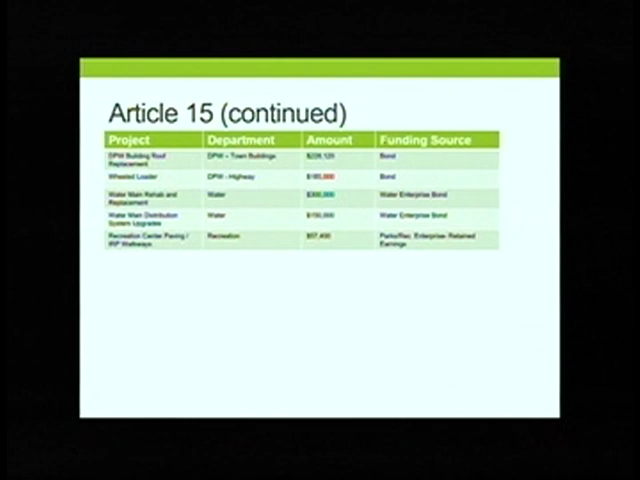 Article 15 (continued)
Project Department Amount Funding Source
DPW Building Roof Replacement DPW - Town Buildings Bond
Wheeled Loader DPW - Highway Bond
Water Main Rehab and Replacement Water $300,000 Water Enterprise Bond
Water Main Distribution System Upgrades Water $150,000 Water Enterprise Bond
Recreation Center Paving / Walkways Recreation Parks/Rec. Enterprise- Retained Earnings